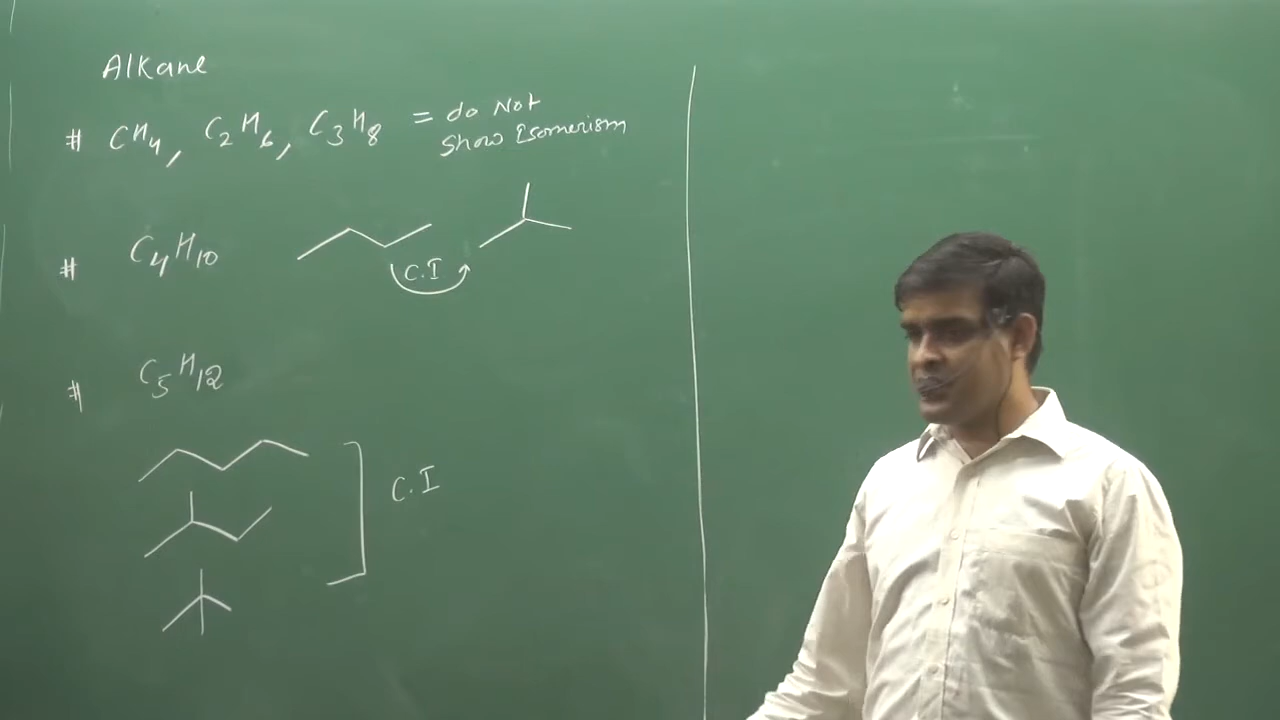 Alkane
# CH₄, C₂H₆, C₃H₈ = do Not
Show Isomerism
# C₄H₁₀
C.I
# C₅H₁₂
C.I